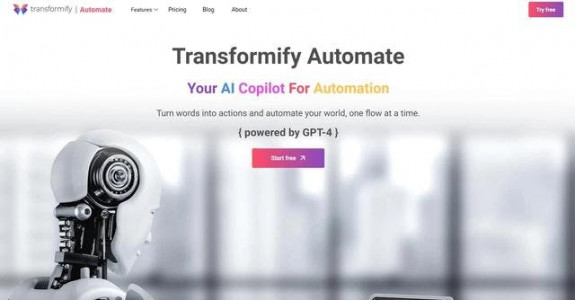 transformify | Automate Features Pricing Blog About Try free
Transformify Automate
Your AI Copilot For Automation
Turn words into actions and automate your world, one flow at a time.
{ powered by GPT-4 }
Start free